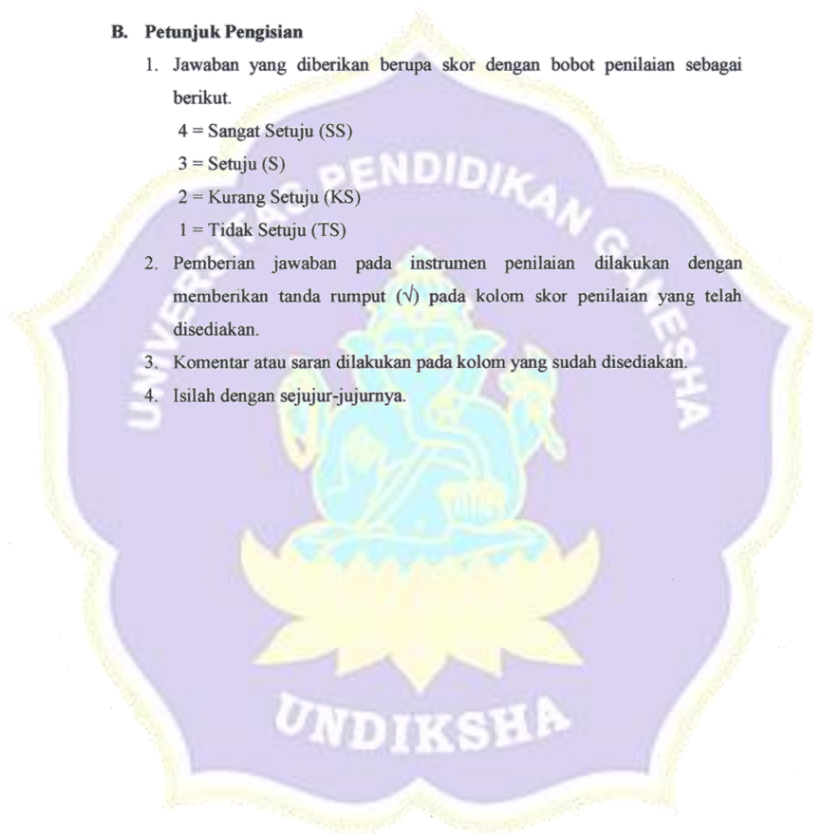 B. Petunjuk Pengisian
1. Jawaban yang diberikan berupa skor dengan bobot penilaian sebagai
berikut.
4 = Sangat Setuju (SS)
3 = Setuju (S)
2 = Kurang Setuju (KS)
1 = Tidak Setuju (TS)
2. Pemberian jawaban pada instrumen penilaian dilakukan dengan
memberikan tanda rumput (√) pada kolom skor penilaian yang telah
disediakan.
3. Komentar atau saran dilakukan pada kolom yang sudah disediakan.
4. Isilah dengan sejujur-jujurnya.
UNIVERSITAS PENDIDIKAN GANESHA
UNDIKSHA